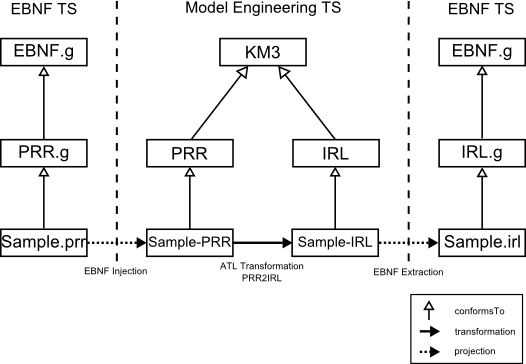 EBNF TS
Model Engineering TS
EBNF TS
EBNF.g
KM3
EBNF.g
PRR.g
PRR
IRL
IRL.g
Sample.prr
Sample-PRR
Sample-IRL
Sample.irl
EBNF Injection
ATL Transformation
PRR2IRL
EBNF Extraction
conformsTo
transformation
projection